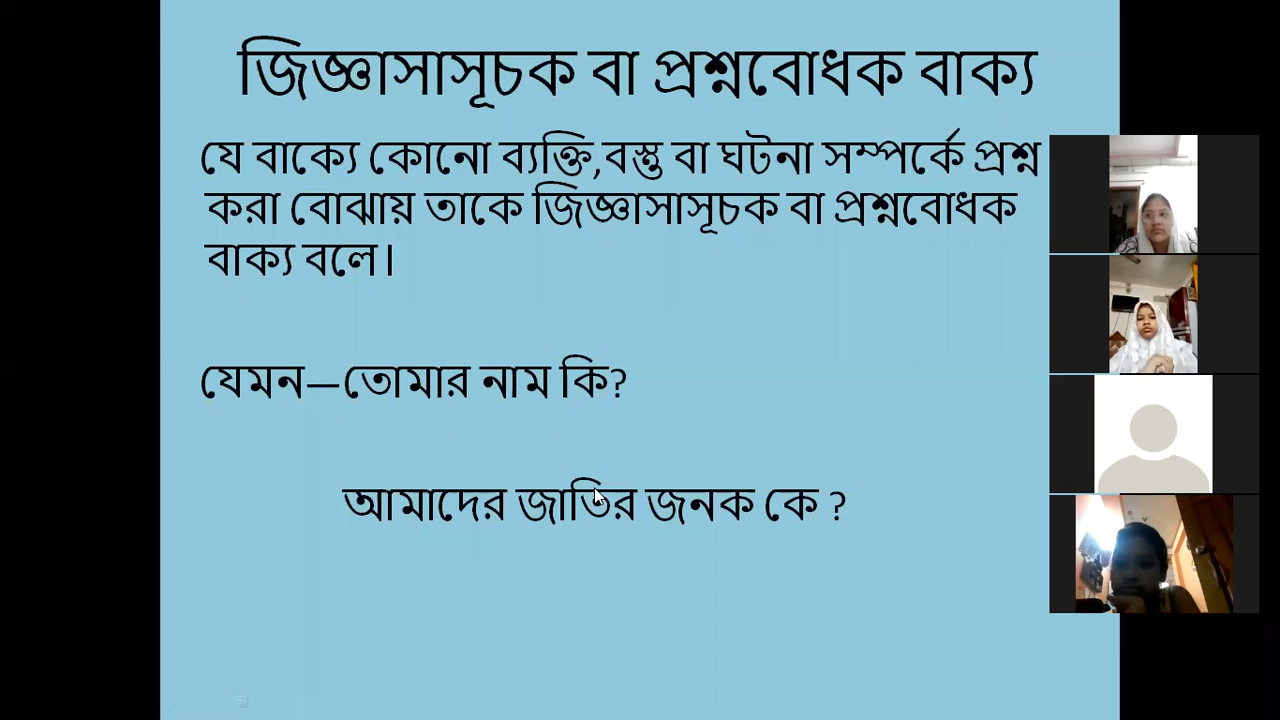 জিজ্ঞাসাসূচক বা প্রশ্নবোধক বাক্য
যে বাক্যে কোনো ব্যক্তি,বস্তু বা ঘটনা সম্পর্কে প্রশ্ন
করা বোঝায় তাকে জিজ্ঞাসাসূচক বা প্রশ্নবোধক
বাক্য বলে।
যেমন—তোমার নাম কি?
আমাদের জাতির জনক কে ?